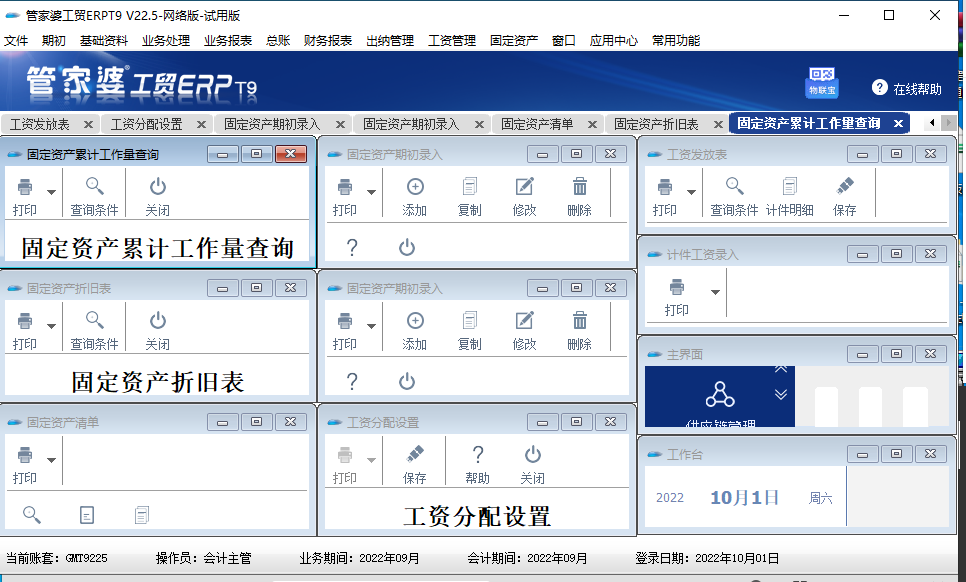 管家婆工贸ERPT9 V22.5-网络版-试用版
文件 期初 基础资料 业务处理 业务报表 总账 财务报表 出纳管理 工资管理 固定资产 窗口 应用中心 常用功能
管家婆 工贸ERP T9
物联宝
? 在线帮助
工资发放表 工资分配设置 固定资产期初录入 固定资产期初录入 固定资产清单 固定资产折旧表 固定资产累计工作量查询
固定资产累计工作量查询
打印 查询条件 关闭
固定资产累计工作量查询
固定资产期初录入
打印 添加 复制 修改 删除
?
工资发放表
打印 查询条件 计件明细 保存
计件工资录入
打印
固定资产折旧表
打印 查询条件 关闭
固定资产折旧表
固定资产期初录入
打印 添加 复制 修改 删除
?
主界面
供应链管理
固定资产清单
打印
工资分配设置
打印 保存 ? 帮助 关闭
工资分配设置
工作台
2022 10月1日 周六
当前账套：GMT9225 操作员：会计主管 业务期间：2022年09月 会计期间：2022年09月 登录日期：2022年10月01日